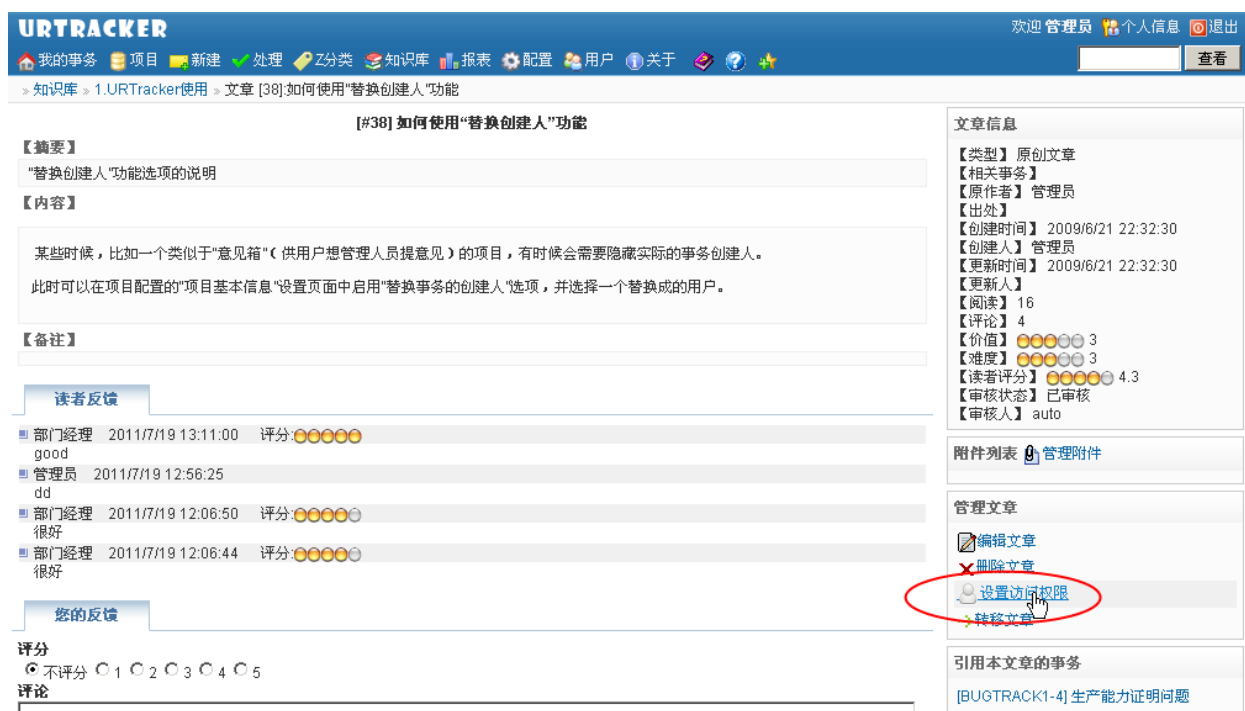 URTRACKER
欢迎 管理员 个人信息 退出
我的事务 项目 新建 处理 Z分类 知识库 报表 配置 用户 关于 查看
» 知识库 » 1.URTracker使用 » 文章 [38]:如何使用"替换创建人"功能
[#38] 如何使用“替换创建人”功能
【摘要】
"替换创建人"功能选项的说明
【内容】
某些时候，比如一个类似于"意见箱"（供用户想管理人员提意见）的项目，有时候会需要隐藏实际的事务创建人。
此时可以在项目配置的"项目基本信息"设置页面中启用"替换事务的创建人"选项，并选择一个替换成的用户。
【备注】
读者反馈
部门经理 2011/7/19 13:11:00 评分:
good
管理员 2011/7/19 12:56:25
dd
部门经理 2011/7/19 12:06:50 评分:
很好
部门经理 2011/7/19 12:06:44 评分:
很好
您的反馈
评分
不评分 1 2 3 4 5
评论
文章信息
【类型】 原创文章
【相关事务】
【原作者】 管理员
【出处】
【创建时间】 2009/6/21 22:32:30
【创建人】 管理员
【更新时间】 2009/6/21 22:32:30
【更新人】
【阅读】 16
【评论】 4
【价值】 3
【难度】 3
【读者评分】 4.3
【审核状态】 已审核
【审核人】 auto
附件列表 管理附件
管理文章
编辑文章
删除文章
设置访问权限
转移文章
引用本文章的事务
[BUGTRACK1-4] 生产能力证明问题